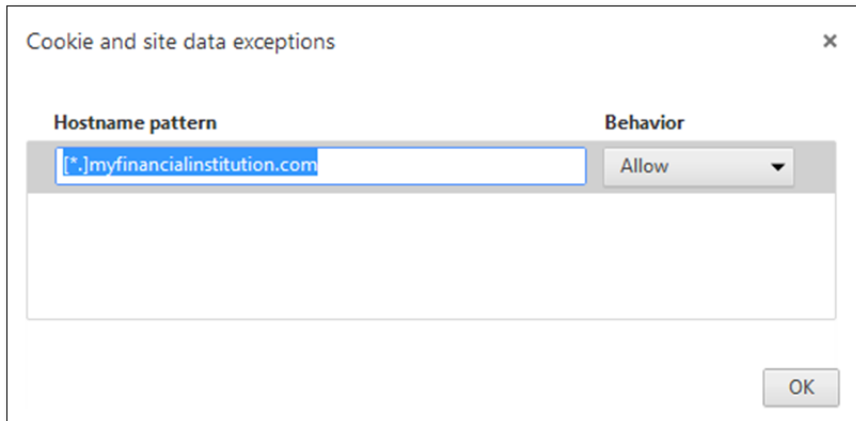 Cookie and site data exceptions
Hostname pattern Behavior
[*.]myfinancialinstitution.com Allow
OK